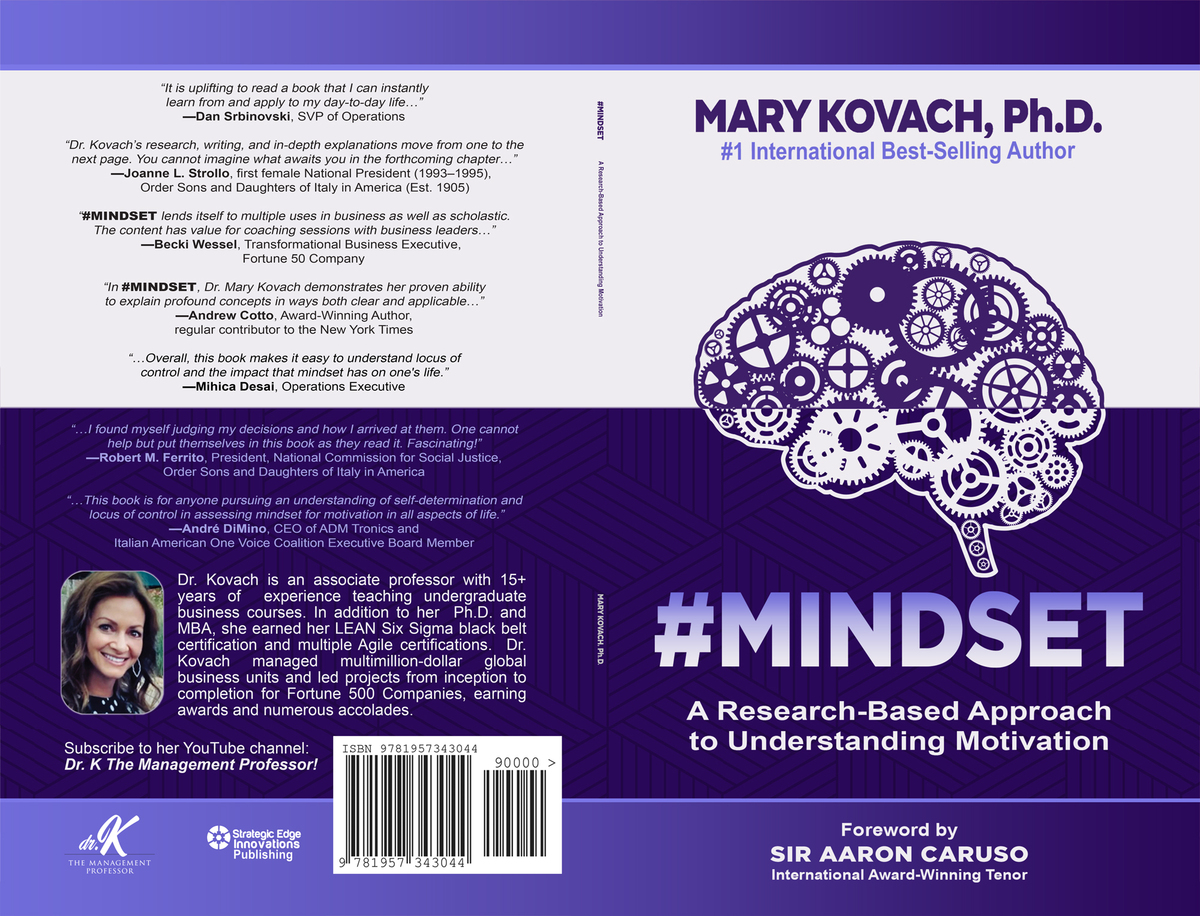 “It is uplifting to read a book that I can instantly
learn from and apply to my day-to-day life…”
—Dan Srbinovski, SVP of Operations
“Dr. Kovach’s research, writing, and in-depth explanations move from one to the
next page. You cannot imagine what awaits you in the forthcoming chapter…”
—Joanne L. Strollo, first female National President (1993–1995),
Order Sons and Daughters of Italy in America (Est. 1905)
“#MINDSET lends itself to multiple uses in business as well as scholastic.
The content has value for coaching sessions with business leaders…”
—Becki Wessel, Transformational Business Executive,
Fortune 50 Company
“In #MINDSET, Dr. Mary Kovach demonstrates her proven ability
to explain profound concepts in ways both clear and applicable…”
—Andrew Cotto, Award-Winning Author,
regular contributor to the New York Times
“…Overall, this book makes it easy to understand locus of
control and the impact that mindset has on one's life.”
—Mihica Desai, Operations Executive
“…I found myself judging my decisions and how I arrived at them. One cannot
help but put themselves in this book as they read it. Fascinating!”
—Robert M. Ferrito, President, National Commission for Social Justice,
Order Sons and Daughters of Italy in America
“…This book is for anyone pursuing an understanding of self-determination and
locus of control in assessing mindset for motivation in all aspects of life.”
—André DiMino, CEO of ADM Tronics and
Italian American One Voice Coalition Executive Board Member
Dr. Kovach is an associate professor with 15+
years of experience teaching undergraduate
business courses. In addition to her Ph.D. and
MBA, she earned her LEAN Six Sigma black belt
certification and multiple Agile certifications. Dr.
Kovach managed multimillion-dollar global
business units and led projects from inception to
completion for Fortune 500 Companies, earning
awards and numerous accolades.
Subscribe to her YouTube channel:
Dr. K The Management Professor!
dr.K
THE MANAGEMENT
PROFESSOR
Strategic Edge
Innovations
Publishing
ISBN 9781957343044
90000 >
9 781957 343044
#MINDSET A Research-Based Approach to Understanding Motivation MARY KOVACH, Ph.D.
MARY KOVACH, Ph.D.
#1 International Best-Selling Author
#MINDSET
A Research-Based Approach
to Understanding Motivation
Foreword by
SIR AARON CARUSO
International Award-Winning Tenor